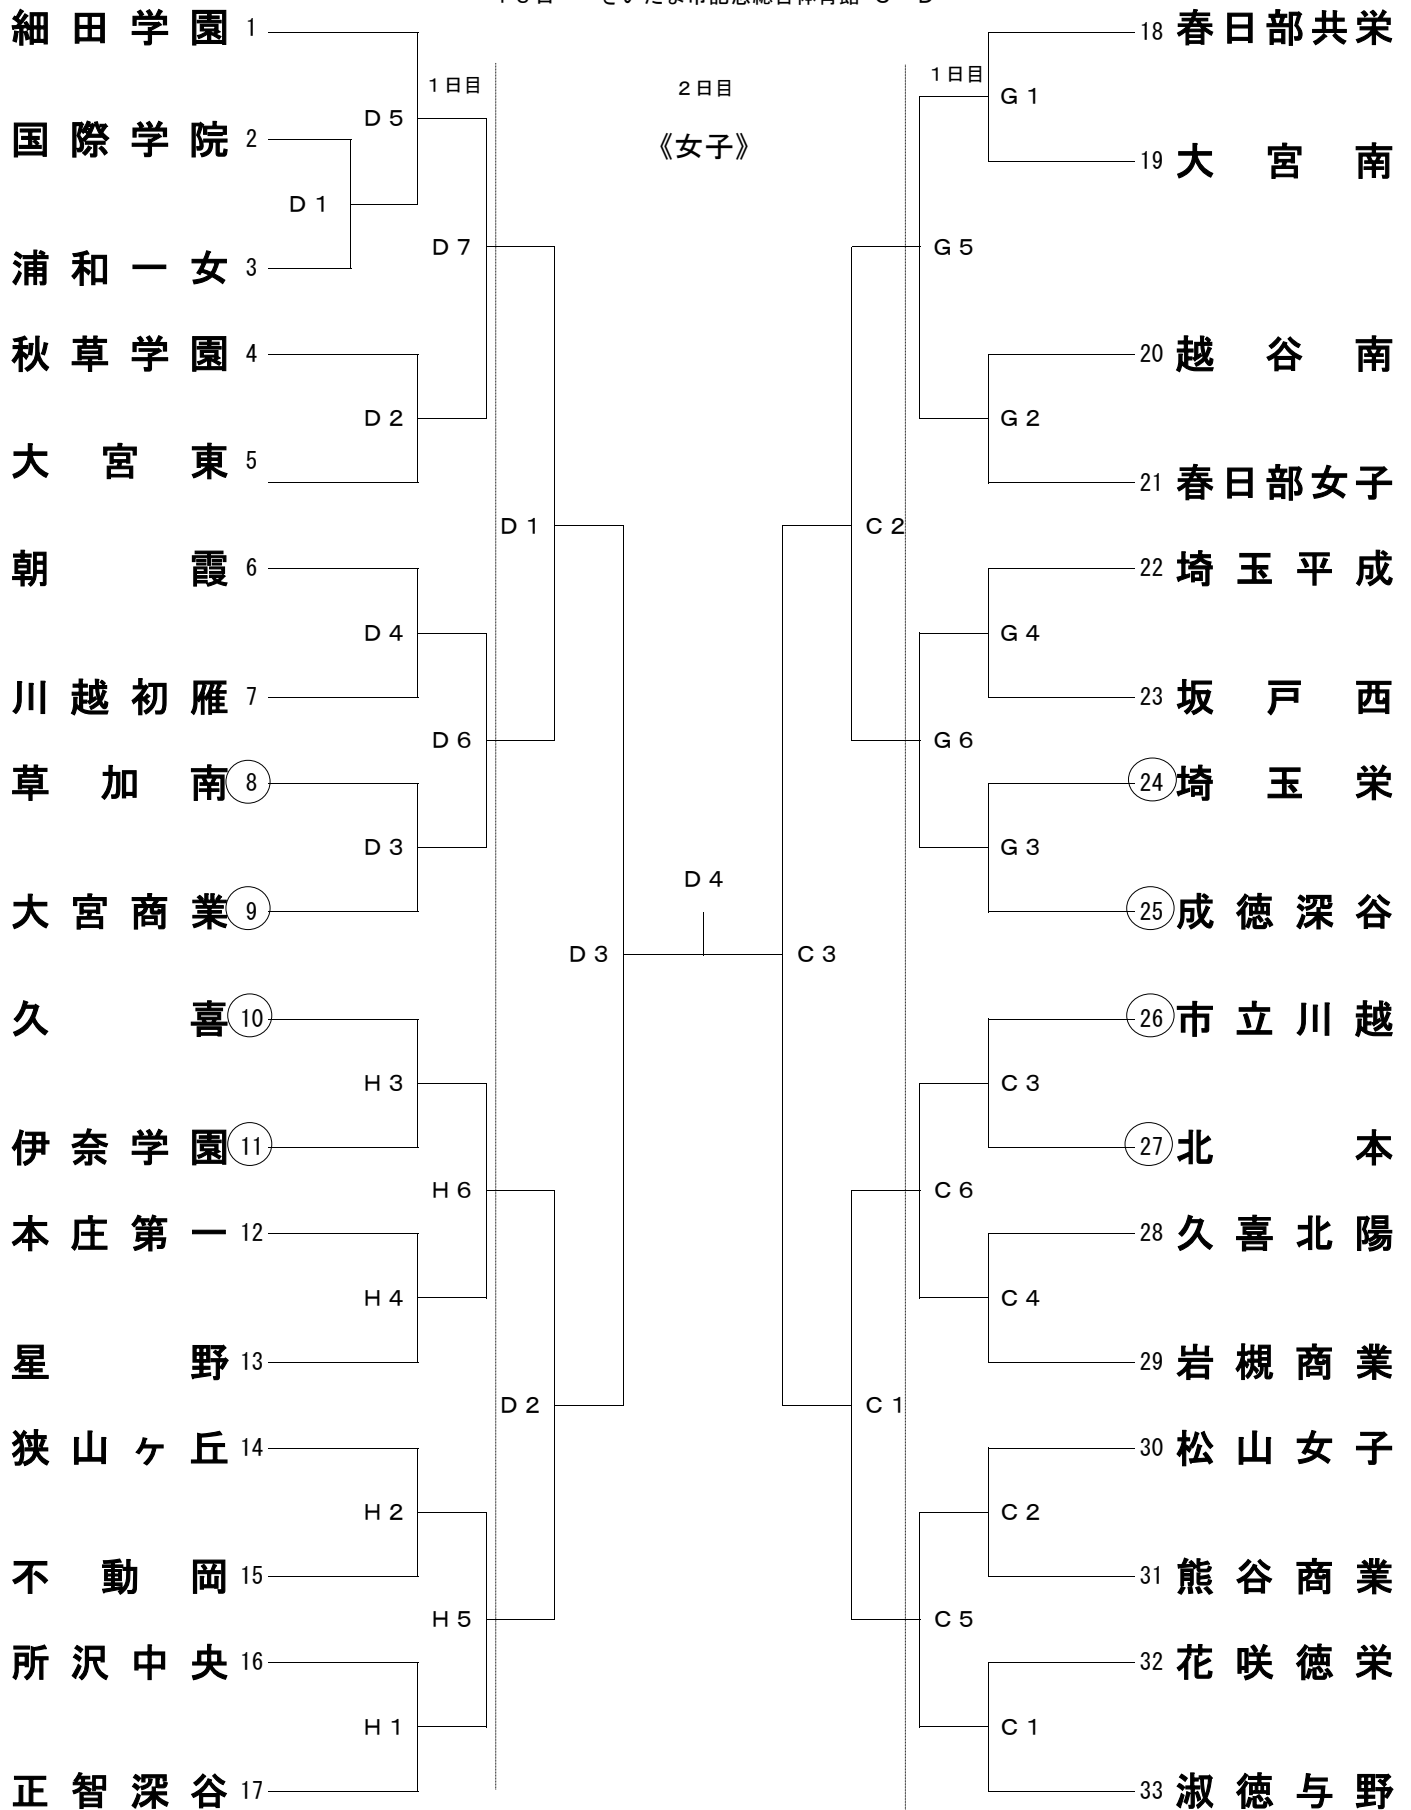 細田学園 1
国際学院 2
浦和一女 3
秋草学園 4
大宮東 5
朝霞 6
川越初雁 7
草加南 8
大宮商業 9
久喜 10
伊奈学園 11
本庄第一 12
星野 13
狭山ヶ丘 14
不動岡 15
所沢中央 16
正智深谷 17
D5
D1
D2
D4
D3
H3
H4
H2
H1
1日目
D7
D6
H6
H5
2日目
《女子》
D1
D2
D3
D4
C3
C2
C1
1日目
G5
G6
C6
C5
G1
G2
G4
G3
C3
C4
C2
C1
18 春日部共栄
19 大宮南
20 越谷南
21 春日部女子
22 埼玉平成
23 坂戸西
24 埼玉栄
25 成徳深谷
26 市立川越
27 北本
28 久喜北陽
29 岩槻商業
30 松山女子
31 熊谷商業
32 花咲徳栄
33 淑徳与野